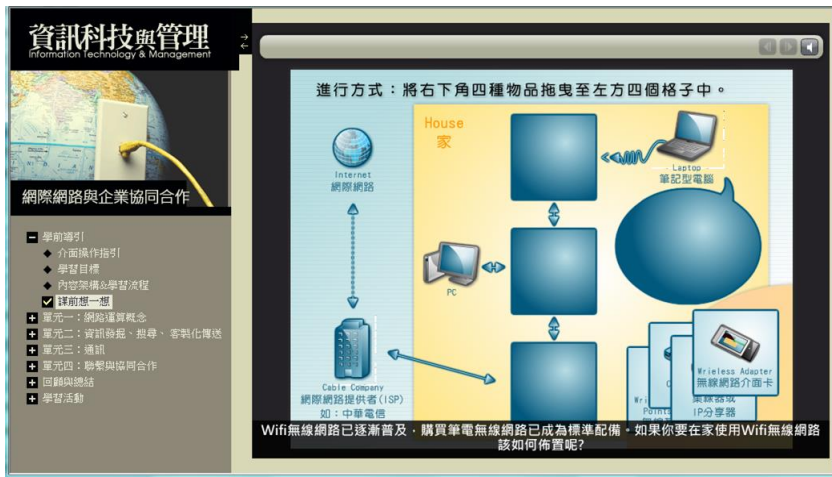 資訊科技與管理
Information Technology & Management
網際網路與企業協同合作
學前導引
介面操作指引
學習目標
內容架構&學習流程
課前想一想
單元一：網路運算概念
單元二：資訊發掘、搜尋、客製化傳送
單元三：通訊
單元四：聯繫與協同合作
回顧與總結
學習活動
進行方式：將右下角四種物品拖曳至左方四個格子中。
House
家
Internet
網際網路
Laptop
筆記型電腦
PC
Cable Company
網際網路提供者(ISP)
如：中華電信
Wrieless Adapter
無線網路介面卡
集線器或
IP分享器
Wifi無線網路已逐漸普及，購買筆電無線網路已成為標準配備。如果你要在家使用Wifi無線網路
該如何佈置呢?